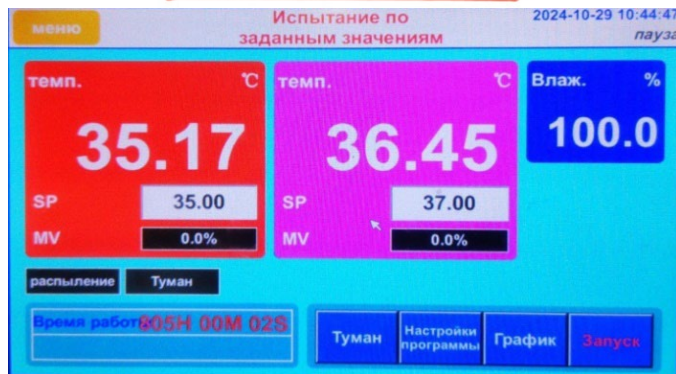 меню
Испытание по
заданным значениям
2024-10-29 10:44:47
пауза
темп. ℃
35.17
SP 35.00
MV 0.0%
темп. ℃
36.45
SP 37.00
MV 0.0%
Влаж. %
100.0
распыление
Туман
Время работы
805H 00M 02S
Туман
Настройки
программы
График
Запуск